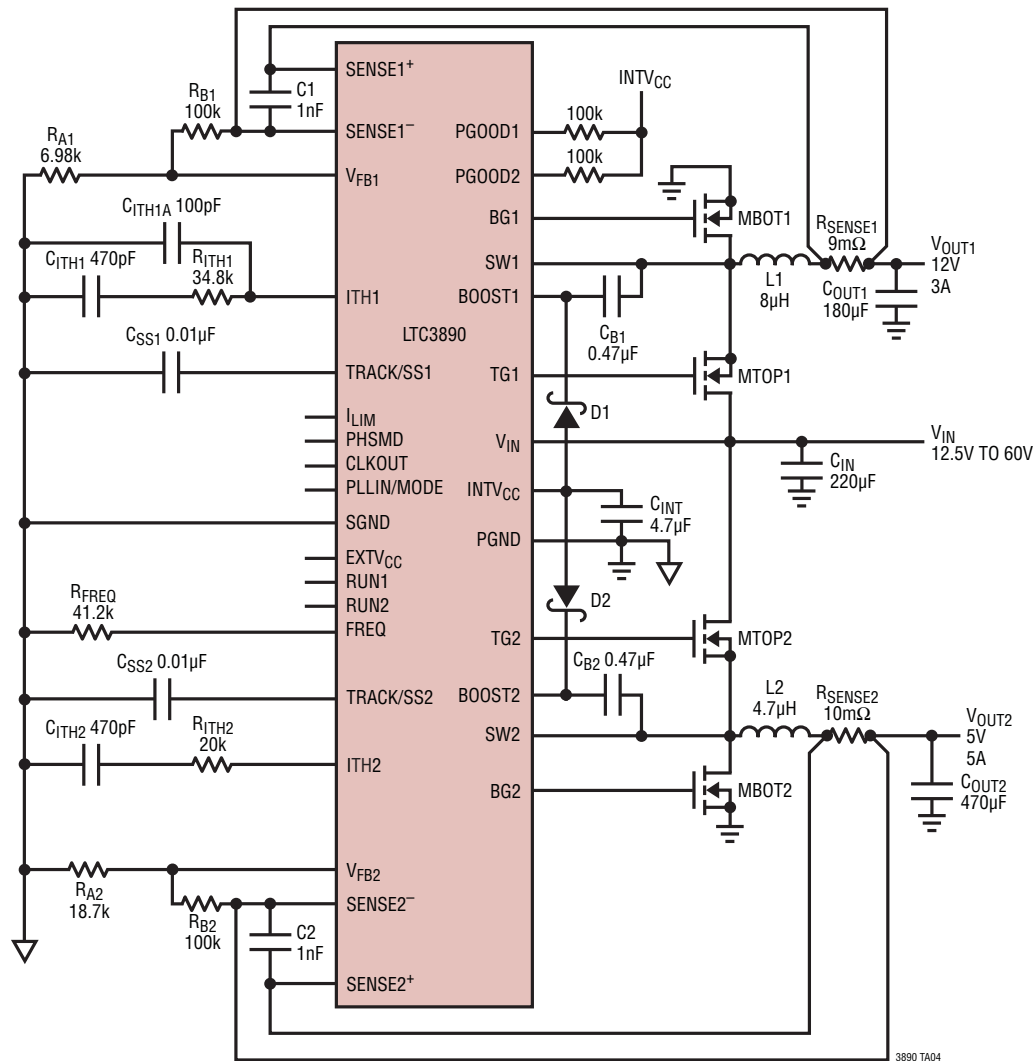 SENSE1+
INTVCC
C1
1nF
RB1
100k
SENSE1–
PGOOD1
100k
RA1
6.98k
100k
VFB1
PGOOD2
CITH1A 100pF
BG1
MBOT1
RSENSE1
9mΩ
CITH1 470pF
RITH1
34.8k
SW1
VOUT1
12V
3A
L1
8µH
ITH1
BOOST1
COUT1
180µF
LTC3890
CB1
0.47µF
CSS1 0.01µF
TRACK/SS1
TG1
MTOP1
D1
ILIM
PHSMD
VIN
VIN
12.5V TO 60V
CLKOUT
CIN
220µF
PLLIN/MODE
INTVCC
CINT
4.7µF
SGND
PGND
EXTVCC
RUN1
RUN2
D2
RFREQ
41.2k
FREQ
TG2
MTOP2
CSS2 0.01µF
CB2 0.47µF
TRACK/SS2
BOOST2
L2
4.7µH
RSENSE2
10mΩ
CITH2 470pF
RITH2
20k
SW2
VOUT2
5V
5A
ITH2
BG2
MBOT2
COUT2
470µF
VFB2
RA2
18.7k
SENSE2–
RB2
100k
C2
1nF
SENSE2+
3890 TA04